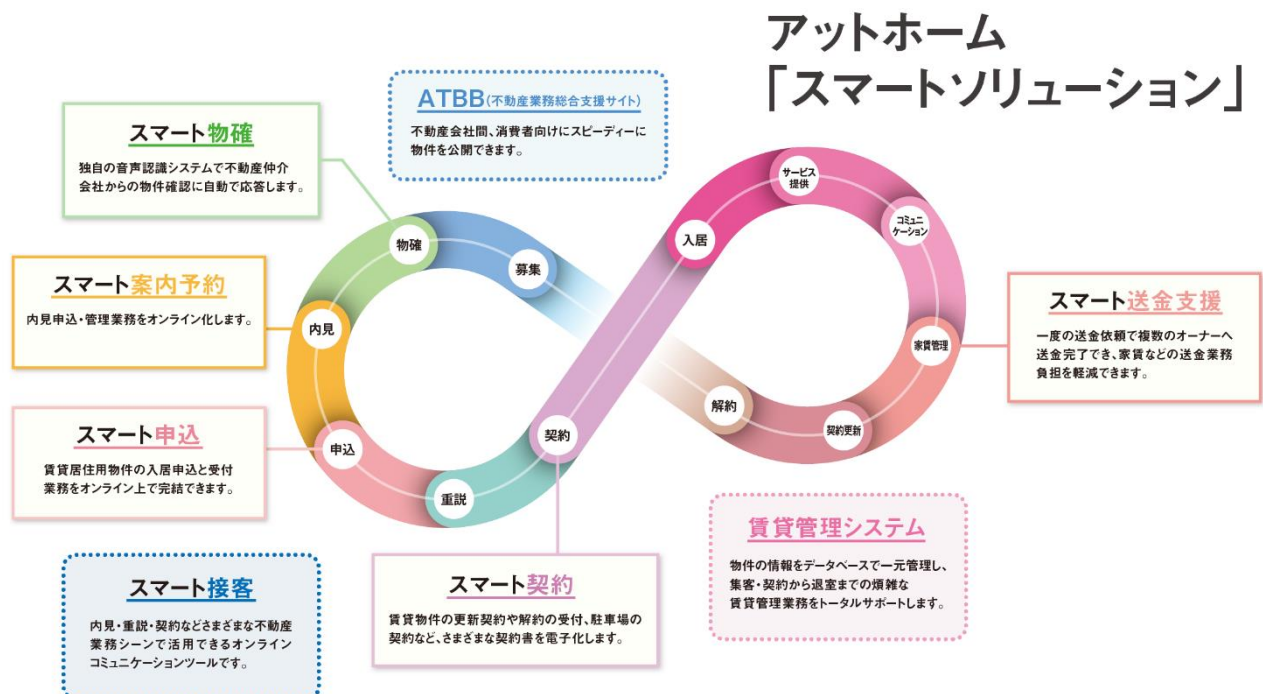 アットホーム
「スマートソリューション」
ATBB(不動産業務総合支援サイト)
不動産会社間、消費者向けにスピーディーに
物件を公開できます。
スマート物確
独自の音声認識システムで不動産仲介
会社からの物件確認に自動で応答します。
スマート案内予約
内見申込・管理業務をオンライン化します。
スマート申込
賃貸居住用物件の入居申込と受付
業務をオンライン上で完結できます。
スマート接客
内見・重説・契約などさまざまな不動産
業務シーンで活用できるオンライン
コミュニケーションツールです。
募集
物確
内見
申込
重説
契約
入居
サービス
提供
コミュニ
ケーション
家賃管理
契約更新
解約
スマート契約
賃貸物件の更新契約や解約の受付、駐車場の
契約など、さまざまな契約書を電子化します。
スマート送金支援
一度の送金依頼で複数のオーナーへ
送金完了でき、家賃などの送金業務
負担を軽減できます。
賃貸管理システム
物件の情報をデータベースで一元管理し、
集客・契約から退室までの煩雑な
賃貸管理業務をトータルサポートします。